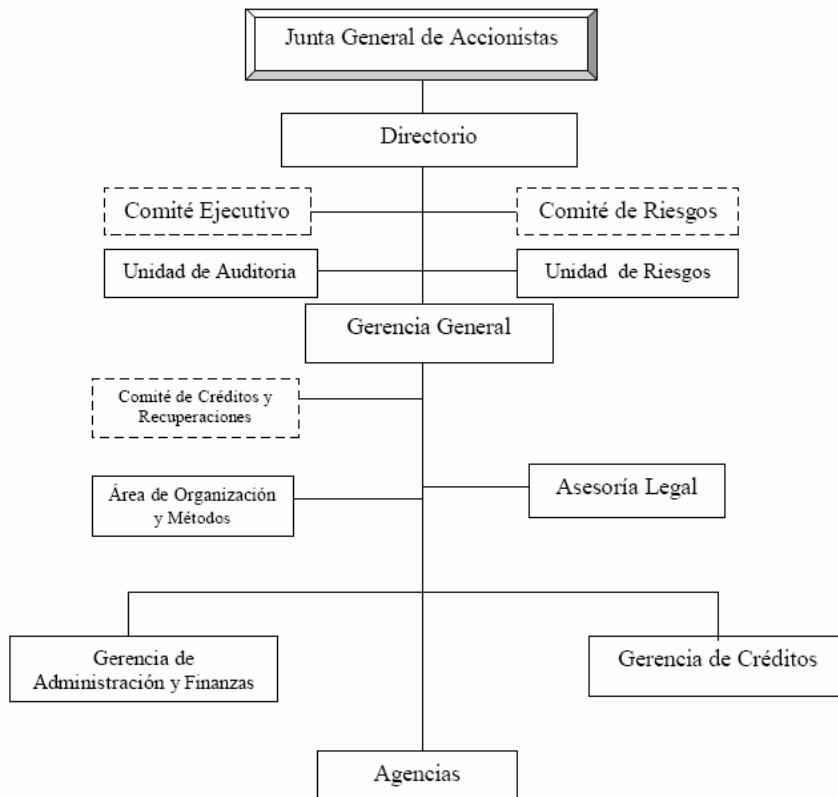 Junta General de Accionistas
Directorio
Comité Ejecutivo
Comité de Riesgos
Unidad de Auditoria
Unidad de Riesgos
Gerencia General
Comité de Créditos y
Recuperaciones
Área de Organización
y Métodos
Asesoría Legal
Gerencia de
Administración y Finanzas
Gerencia de Créditos
Agencias